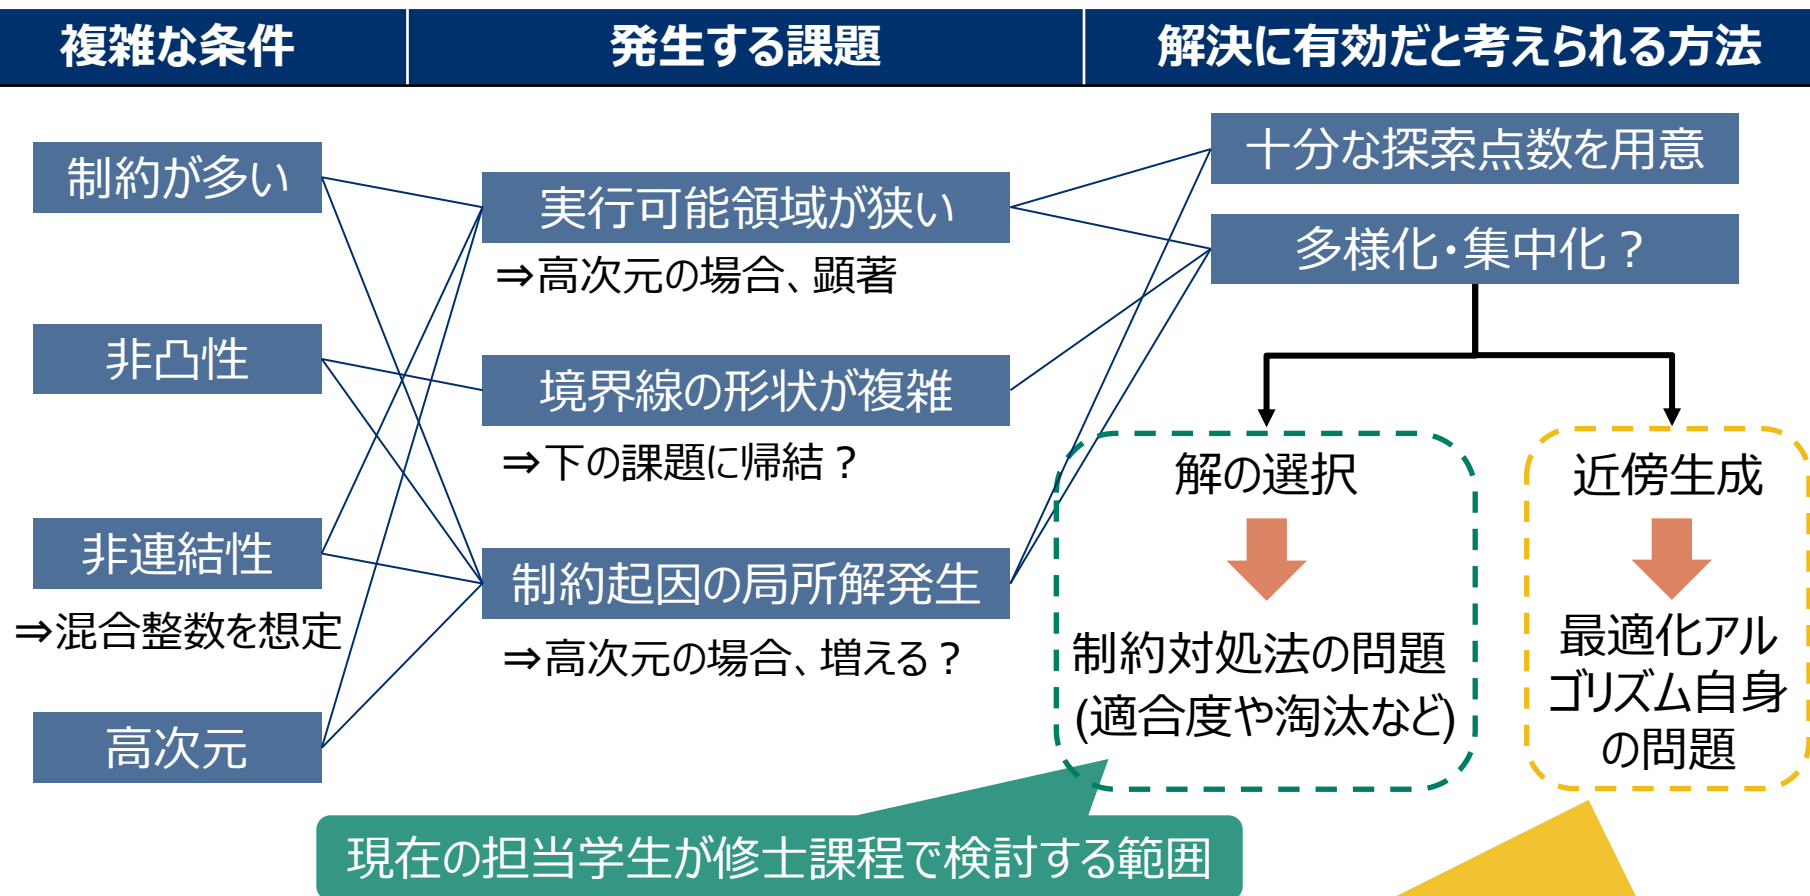 複雑な条件
発生する課題
解決に有効だと考えられる方法
制約が多い
非凸性
非連結性
⇒混合整数を想定
高次元
実行可能領域が狭い
⇒高次元の場合、顕著
境界線の形状が複雑
⇒下の課題に帰結？
制約起因の局所解発生
⇒高次元の場合、増える？
十分な探索点数を用意
多様化・集中化？
解の選択
制約対処法の問題
(適合度や淘汰など)
近傍生成
最適化アル
ゴリズム自身
の問題
現在の担当学生が修士課程で検討する範囲